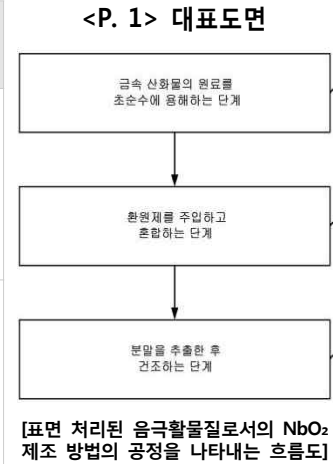 <P. 1> 대표도면
금속 산화물의 원료를
초순수에 용해하는 단계
환원제를 주입하고
혼합하는 단계
분말을 추출한 후
건조하는 단계
[표면 처리된 음극활물질로서의 NbO₂
제조 방법의 공정을 나타내는 흐름도]